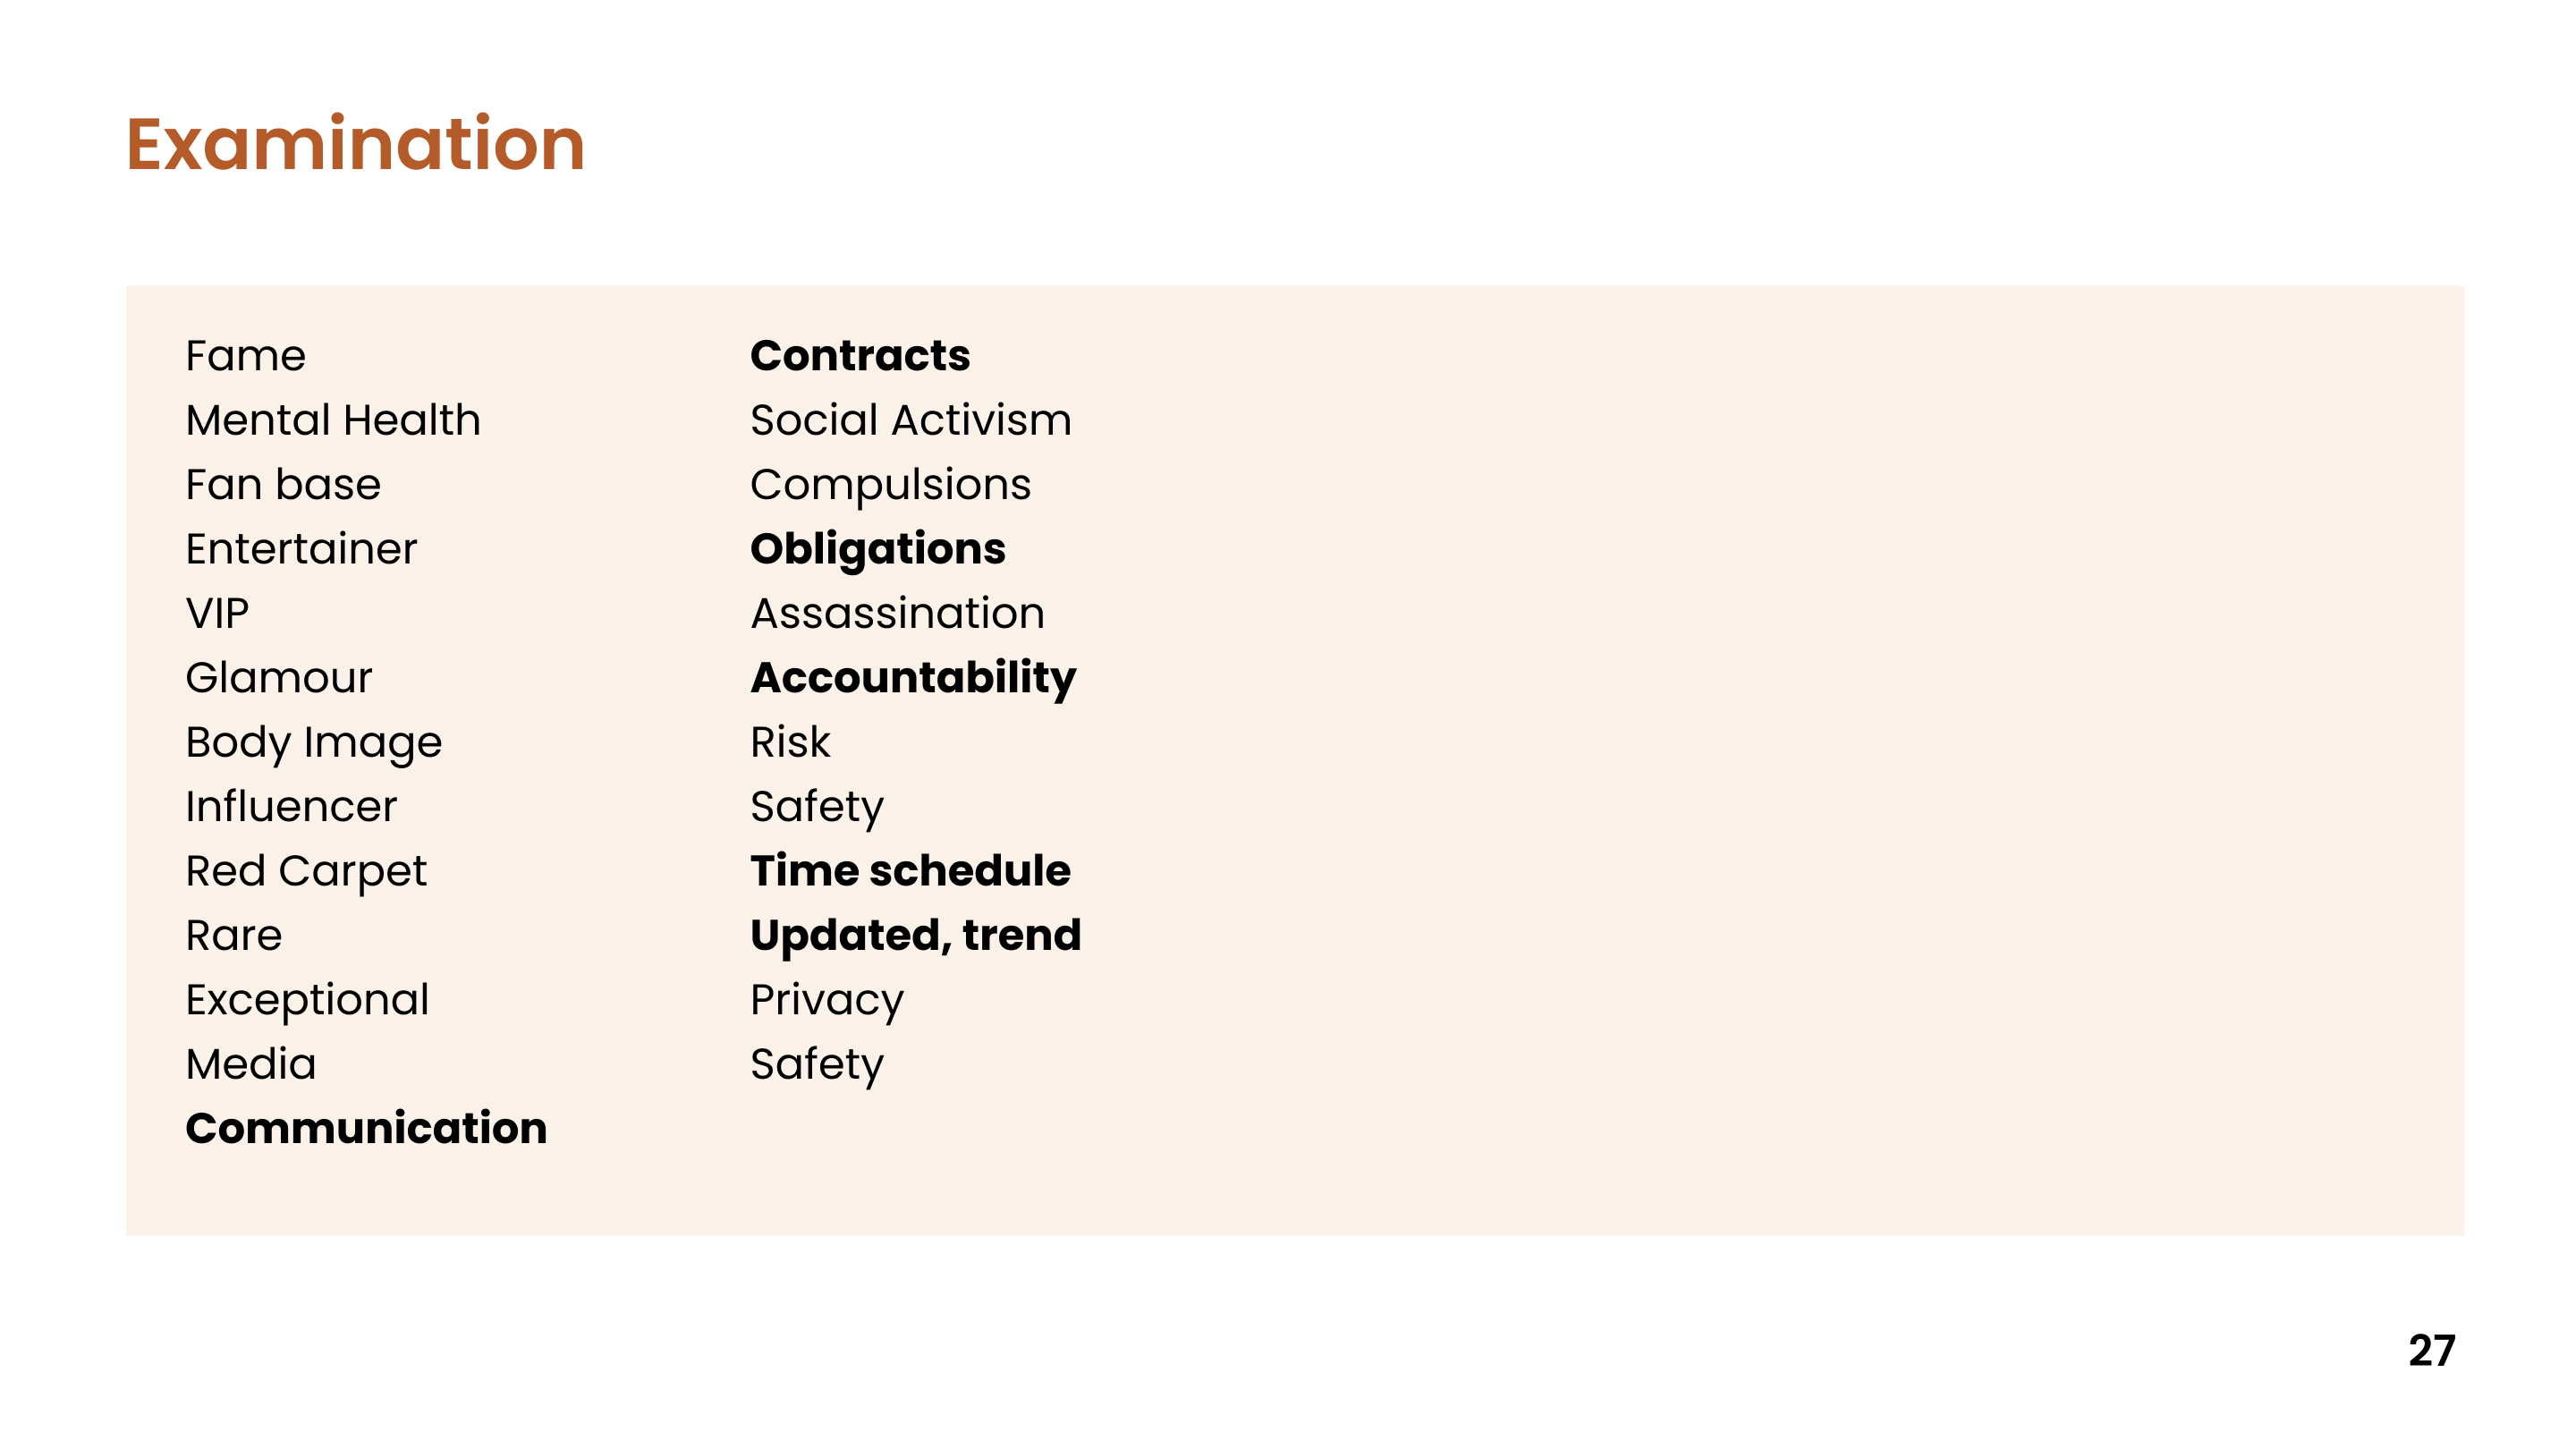 Examination
Fame
Mental Health
Fan base
Entertainer
VIP
Glamour
Body Image
Influencer
Red Carpet
Rare
Exceptional
Media
Communication
Contracts
Social Activism
Compulsions
Obligations
Assassination
Accountability
Risk
Safety
Time schedule
Updated, trend
Privacy
Safety
27